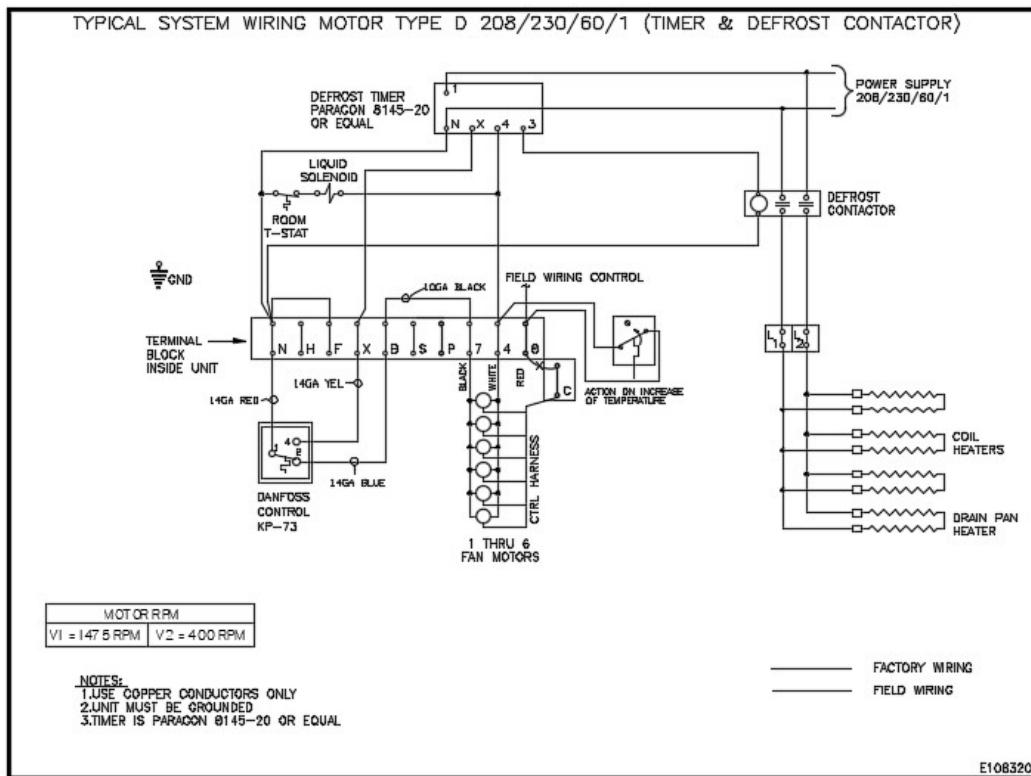 TYPICAL SYSTEM WIRING MOTOR TYPE D 208/230/60/1 (TIMER & DEFROST CONTACTOR)
DEFROST TIMER
PARAGON 8145-20
OR EQUAL
1
N X 4 3
POWER SUPPLY
208/230/60/1
LIQUID
SOLENOID
ROOM
T-STAT
DEFROST
CONTACTOR
GND
10GA BLACK
FIELD WIRING CONTROL
TERMINAL
BLOCK
INSIDE UNIT
N H F X B S P 7 4 8
L1 L2
14GA YEL
14GA RED
BLACK
WHITE
RED
X
C
ACTION ON INCREASE
OF TEMPERATURE
1 4 2
14GA BLUE
DANFOSS
CONTROL
KP-73
CTRL HARNESS
1 THRU 6
FAN MOTORS
COIL
HEATERS
DRAIN PAN
HEATER
MOTOR RPM
V1 = 1475 RPM V2 = 400 RPM
NOTES:
1.USE COPPER CONDUCTORS ONLY
2.UNIT MUST BE GROUNDED
3.TIMER IS PARAGON 8145-20 OR EQUAL
FACTORY WIRING
FIELD WIRING
E108320